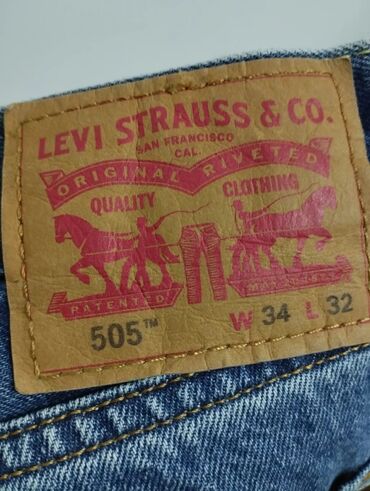 LEVI STRAUSS & CO.
SAN FRANCISCO
CAL.
ORIGINAL RIVETED
QUALITY CLOTHING
PATENTED
505™ W 34 L 32